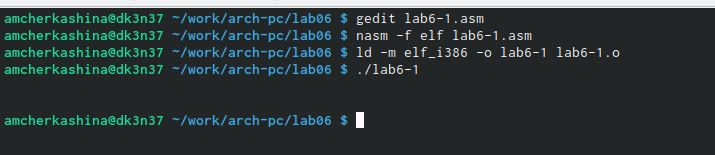 amcherkashina@dk3n37 ~/work/arch-pc/lab06 $ gedit lab6-1.asm
amcherkashina@dk3n37 ~/work/arch-pc/lab06 $ nasm -f elf lab6-1.asm
amcherkashina@dk3n37 ~/work/arch-pc/lab06 $ ld -m elf_i386 -o lab6-1 lab6-1.o
amcherkashina@dk3n37 ~/work/arch-pc/lab06 $ ./lab6-1
amcherkashina@dk3n37 ~/work/arch-pc/lab06 $